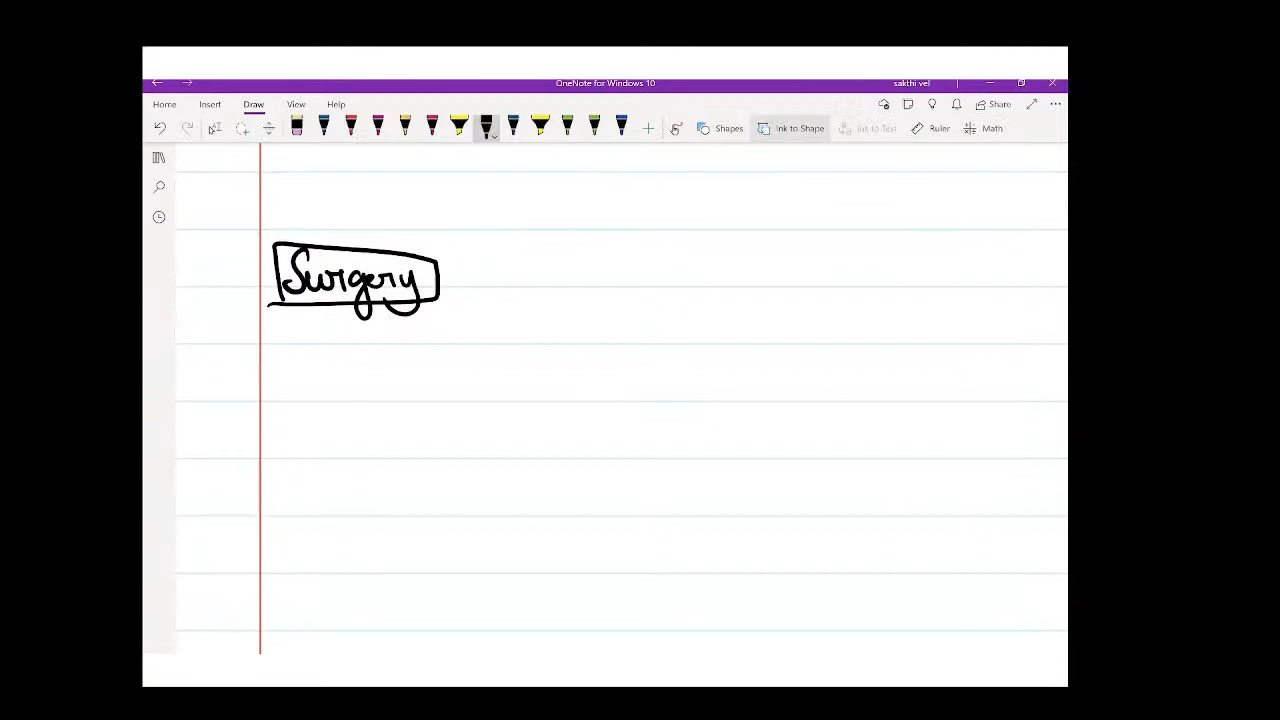 OneNote for Windows 10
sakthi vel
Home Insert Draw View Help
Share
Shapes Ink to Shape Ink to Text Ruler Math
Surgery